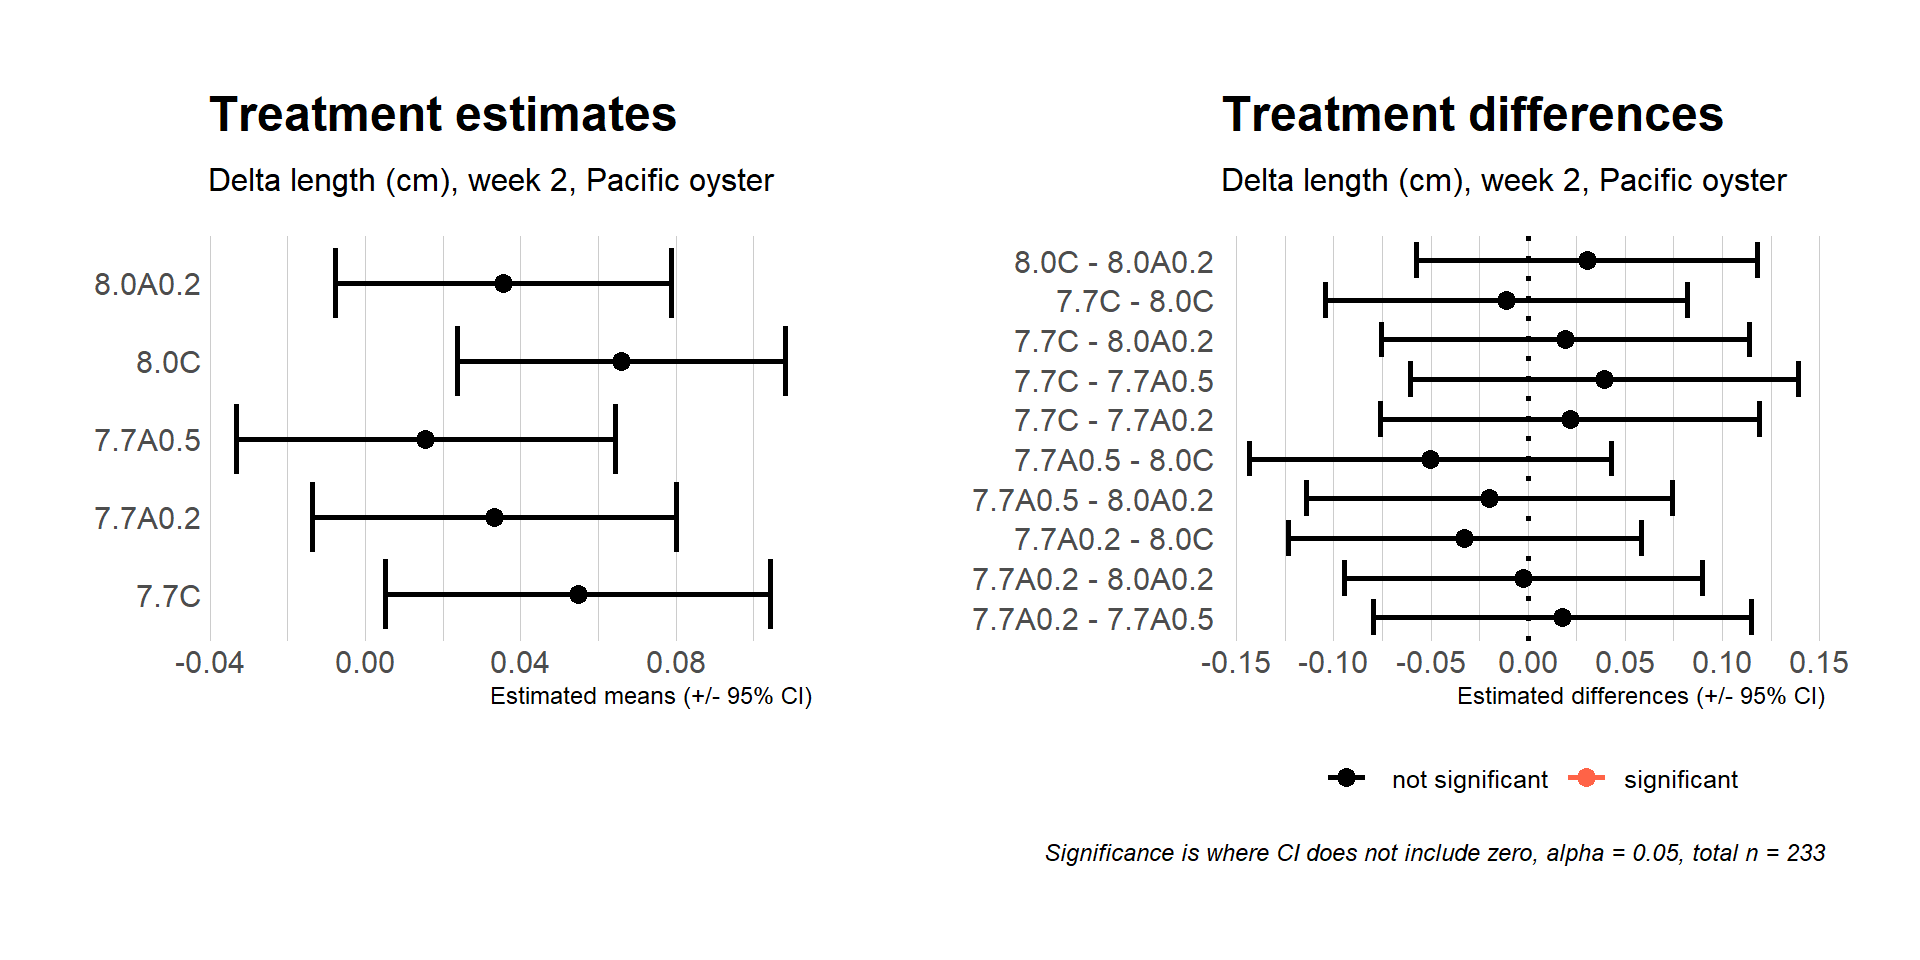 Treatment estimates
Delta length (cm), week 2, Pacific oyster
8.0A0.2
8.0C
7.7A0.5
7.7A0.2
7.7C
-0.04 0.00 0.04 0.08
Estimated means (+/- 95% CI)
Treatment differences
Delta length (cm), week 2, Pacific oyster
8.0C - 8.0A0.2
7.7C - 8.0C
7.7C - 8.0A0.2
7.7C - 7.7A0.5
7.7C - 7.7A0.2
7.7A0.5 - 8.0C
7.7A0.5 - 8.0A0.2
7.7A0.2 - 8.0C
7.7A0.2 - 8.0A0.2
7.7A0.2 - 7.7A0.5
-0.15 -0.10 -0.05 0.00 0.05 0.10 0.15
Estimated differences (+/- 95% CI)
not significant significant
Significance is where CI does not include zero, alpha = 0.05, total n = 233